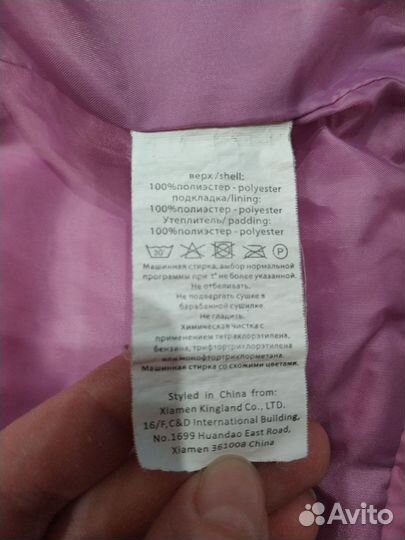 верх/shell:
100%полиэстер - polyester
подкладка/lining:
100%полиэстер - polyester
Утеплитель/ padding:
100%полиэстер - polyester
30° P
Машинная стирка, выбор нормальной
программы при t° не более указанной.
Не отбеливать.
Не подвергать сушке в
барабанной сушилке
Не гладить.
Химическая чистка с
применением тетрахлорэтилена,
бензина, трифтортрихлорэтилена
или монофтортрихлорметана.
Машинная стирка со схожими цветами.
Styled in China from:
Xiamen Kingland Co., LTD.
16/F,C&D International Building,
No.1699 Huandao East Road,
Xiamen 361008 China
Avito